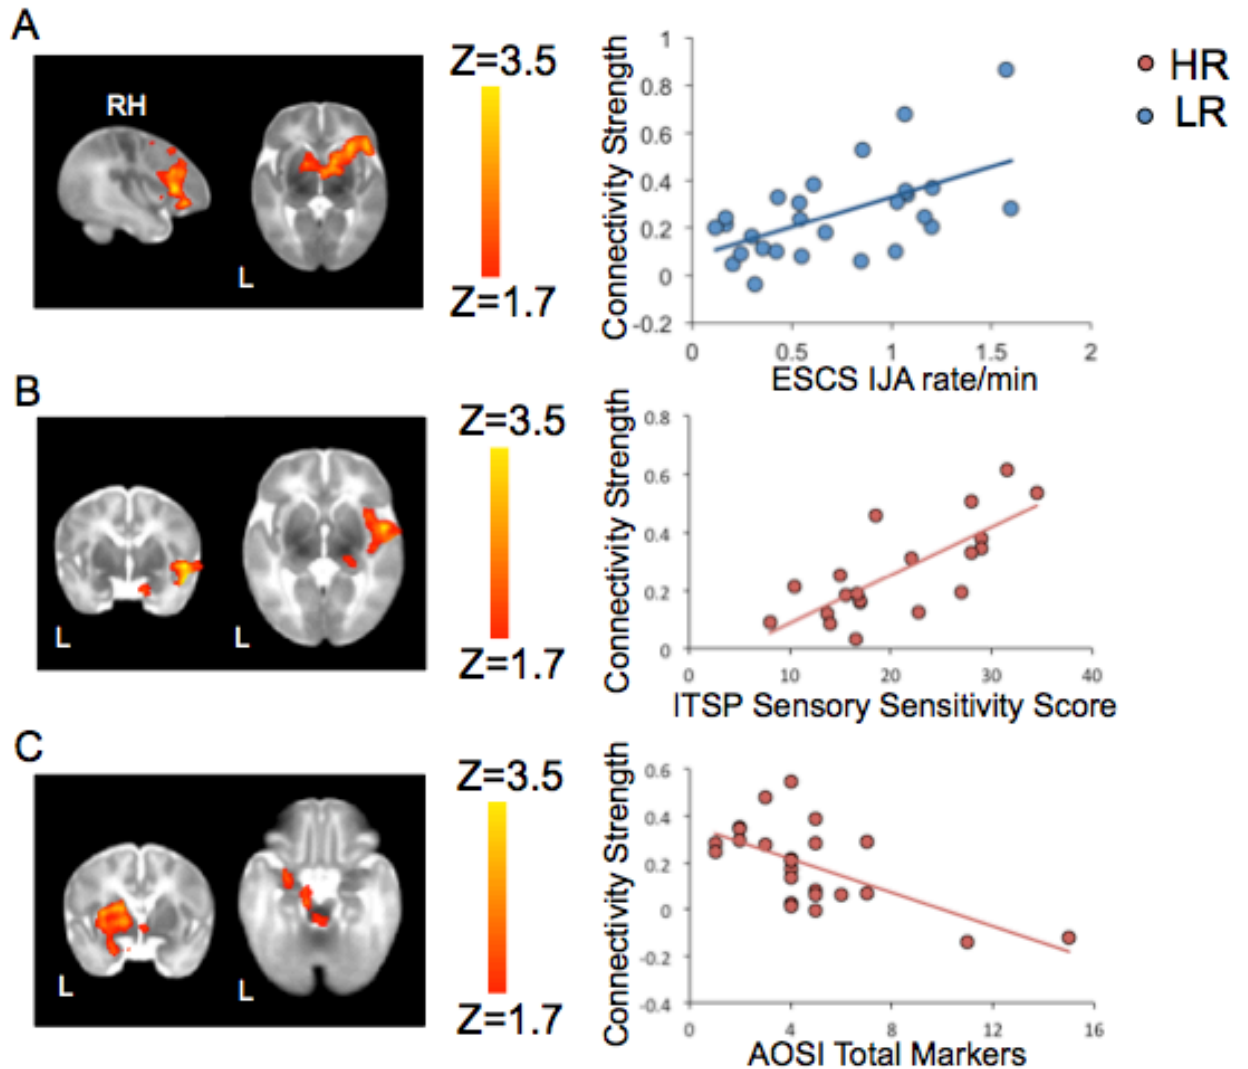 A
RH
L
Z=3.5
Z=1.7
Connectivity Strength
1
0.8
0.6
0.4
0.2
0
-0.2
0 0.5 1 1.5 2
ESCS IJA rate/min
HR
LR
B
L
L
Z=3.5
Z=1.7
Connectivity Strength
0.8
0.6
0.4
0.2
0
0 10 20 30 40
ITSP Sensory Sensitivity Score
C
L
L
Z=3.5
Z=1.7
Connectivity Strength
0.6
0.4
0.2
0
-0.2
-0.4
0 4 8 12 16
AOSI Total Markers